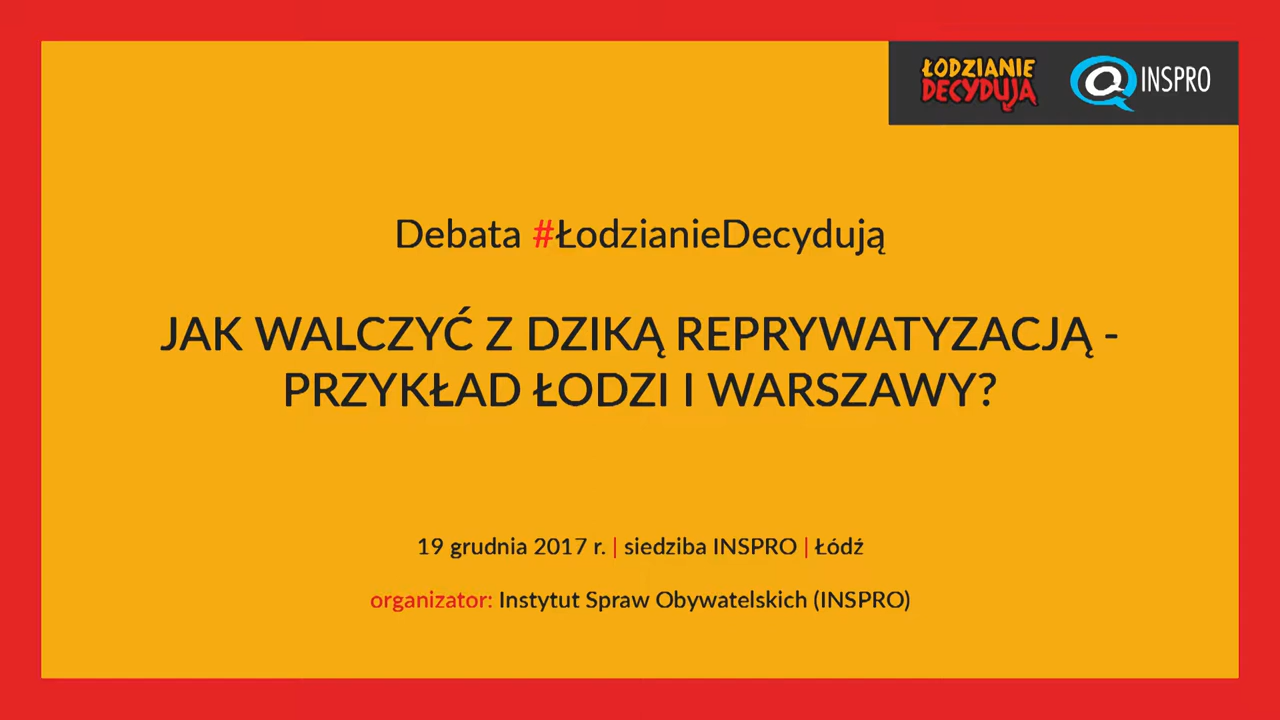 ŁODZIANIE
DECYDUJĄ
INSPRO
Debata #ŁodzianieDecydują
JAK WALCZYĆ Z DZIKĄ REPRYWATYZACJĄ -
PRZYKŁAD ŁODZI I WARSZAWY?
19 grudnia 2017 r. | siedziba INSPRO | Łódź
organizator: Instytut Spraw Obywatelskich (INSPRO)